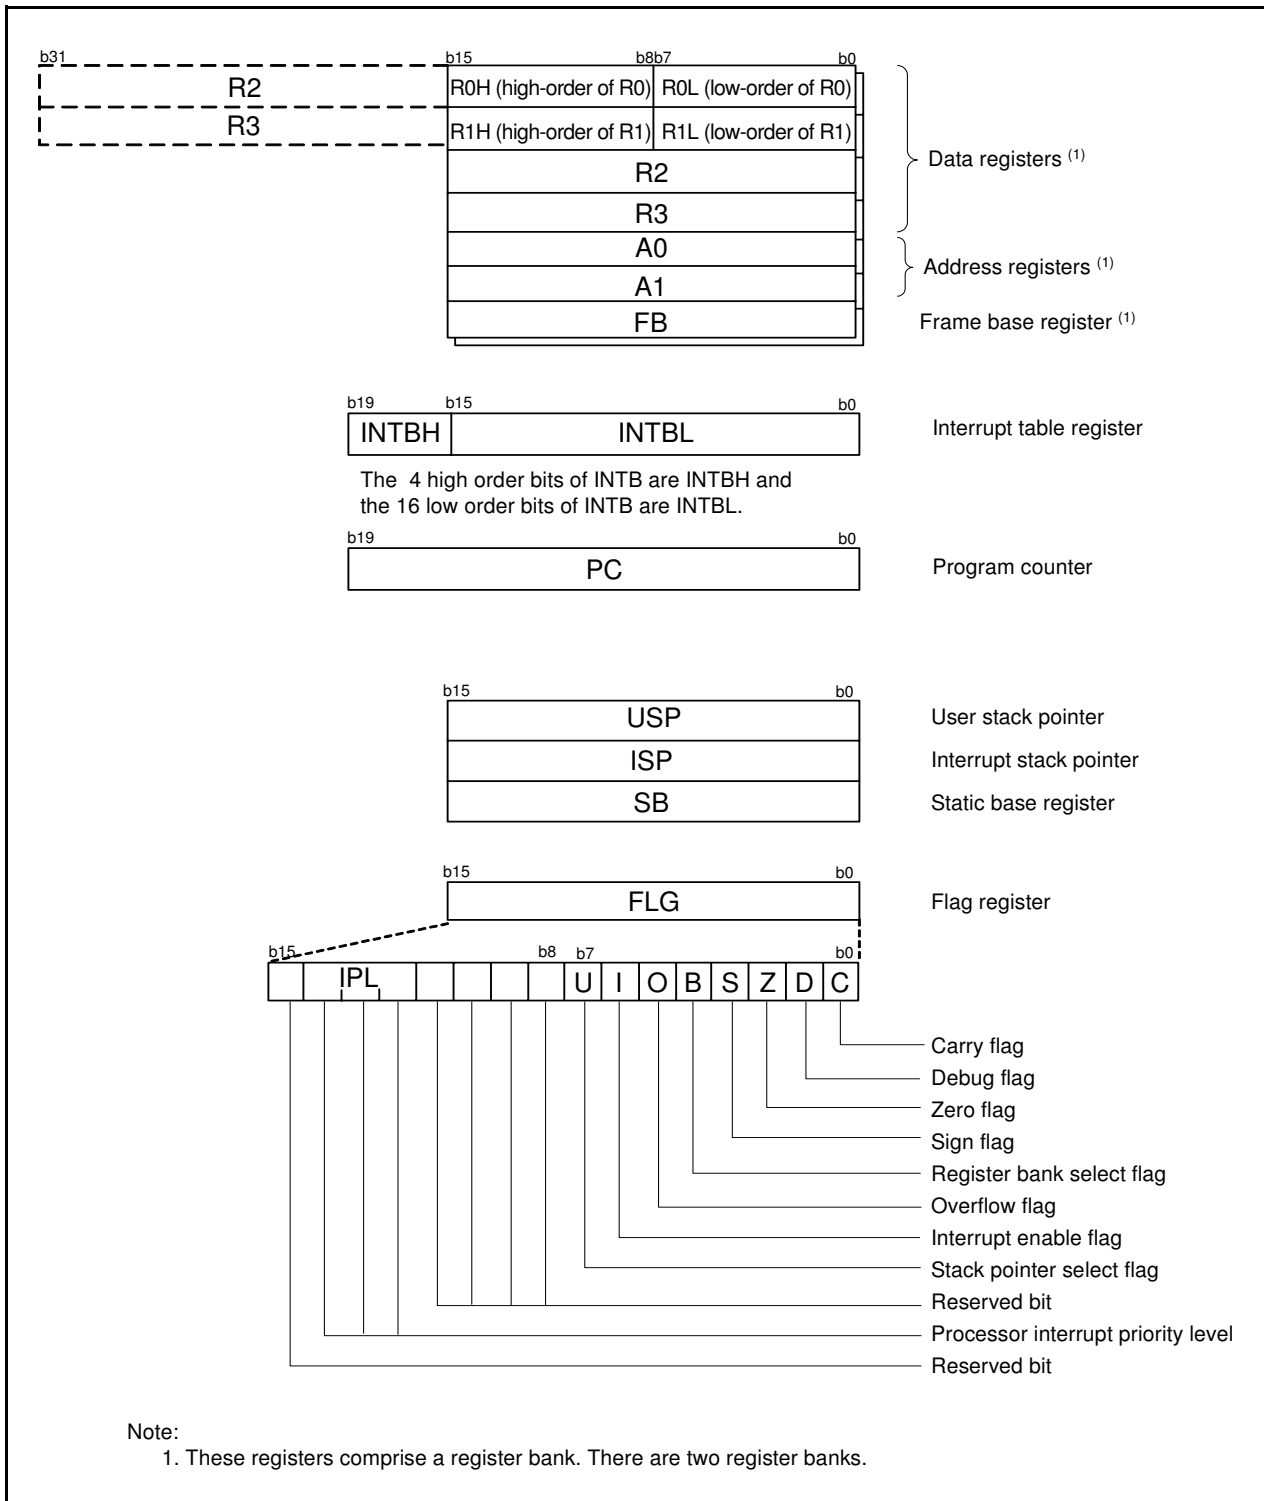 b31 b15 b8b7 b0
R2 R0H (high-order of R0) R0L (low-order of R0)
R3 R1H (high-order of R1) R1L (low-order of R1)
Data registers (1)
R2
R3
A0
Address registers (1)
A1
FB Frame base register (1)
b19 b15 b0
INTBH INTBL Interrupt table register
The 4 high order bits of INTB are INTBH and
the 16 low order bits of INTB are INTBL.
b19 b0
PC Program counter
b15 b0
USP User stack pointer
ISP Interrupt stack pointer
SB Static base register
b15 b0
FLG Flag register
b15 b8 b7 b0
IPL U I O B S Z D C
Carry flag
Debug flag
Zero flag
Sign flag
Register bank select flag
Overflow flag
Interrupt enable flag
Stack pointer select flag
Reserved bit
Processor interrupt priority level
Reserved bit
Note:
1. These registers comprise a register bank. There are two register banks.